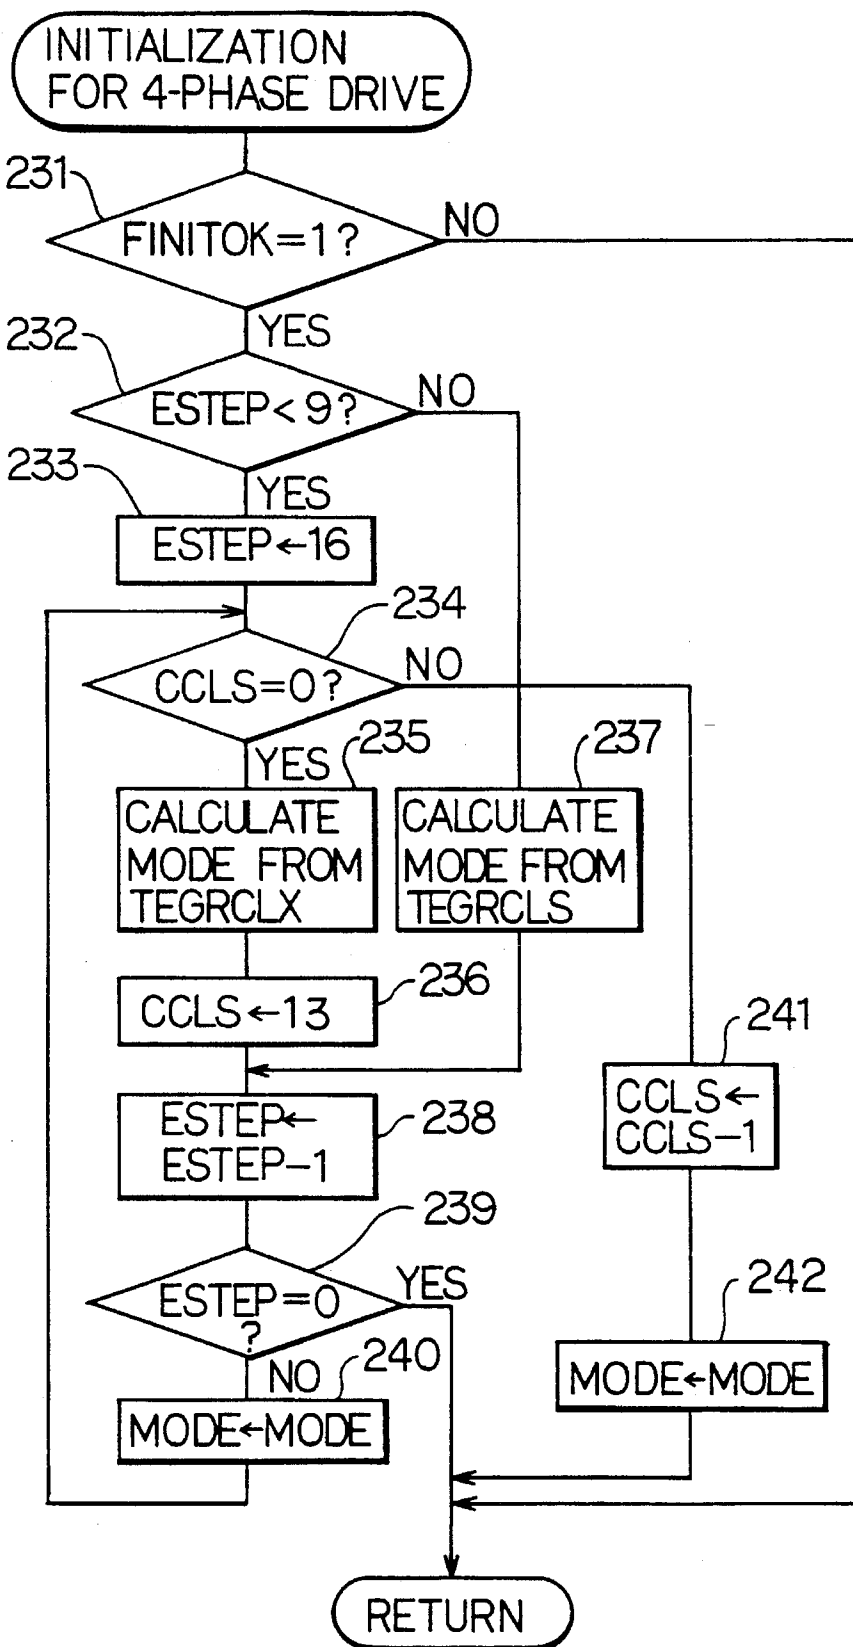 INITIALIZATION
FOR 4-PHASE DRIVE
231
FINITOK=1?
NO
YES
232
ESTEP<9?
NO
YES
233
ESTEP←16
234
CCLS=0?
NO
YES
235
CALCULATE
MODE FROM
TEGRCLX
237
CALCULATE
MODE FROM
TEGRCLS
236
CCLS←13
241
CCLS←
CCLS-1
238
ESTEP←
ESTEP-1
239
ESTEP=0
?
YES
NO
240
MODE←MODE
242
MODE←MODE
RETURN